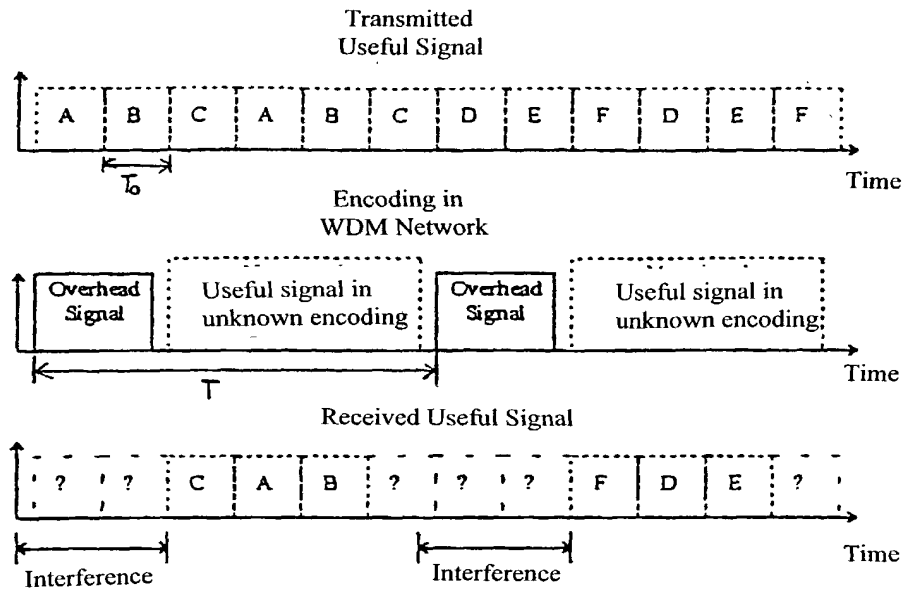 Transmitted
Useful Signal
A B C A B C D E F D E F
T₀
Time
Encoding in
WDM Network
Overhead
Signal
Useful signal in
unknown encoding
Overhead
Signal
Useful signal in
unknown encoding
T
Time
Received Useful Signal
? ? C A B ? ? ? F D E ?
Time
Interference
Interference